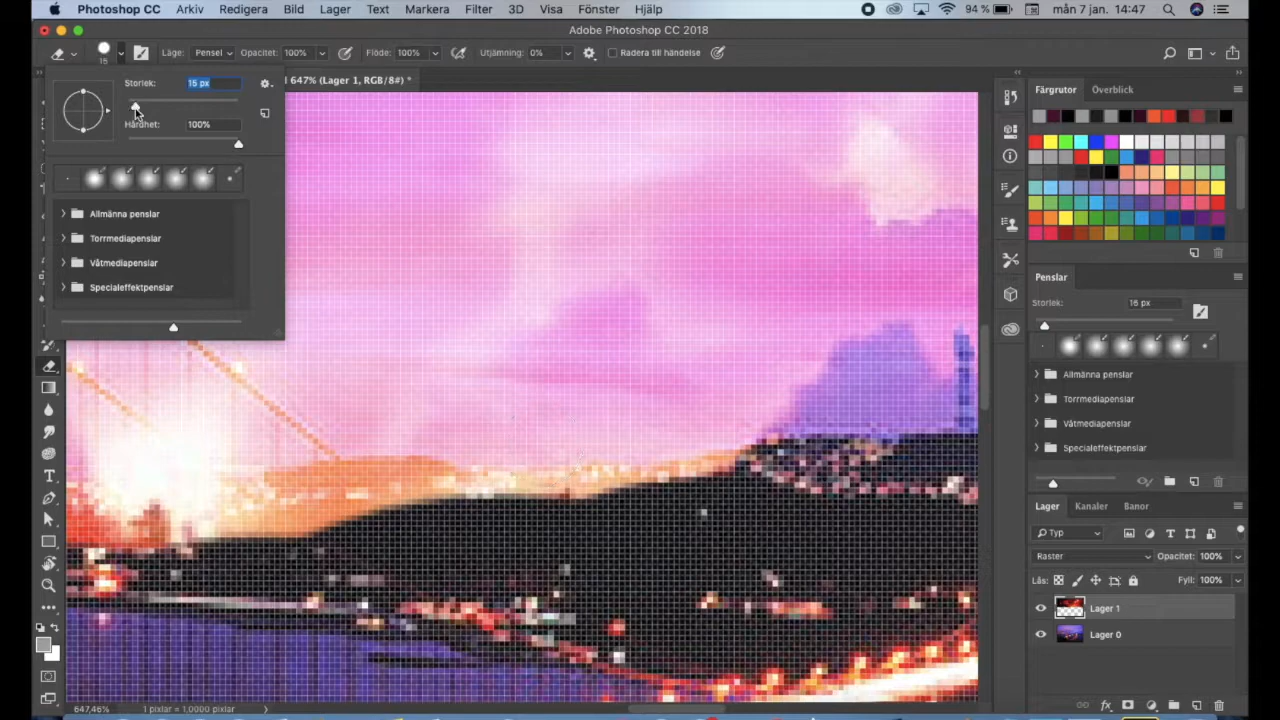 Photoshop CC Arkiv Redigera Bild Lager Text Markera Filter 3D Visa Fönster Hjälp 94 % mån 7 jan. 14:47
Adobe Photoshop CC 2018
15 Läge: Pensel Opacitet: 100% Flöde: 100% Utjämning: 0% Radera till händelse
647% (Lager 1, RGB/8#) *
Storlek: 15 px
Hårdhet: 100%
Allmänna penslar
Torrmediapenslar
Våtmediapenslar
Specialeffektpenslar
Färgrutor Överblick
Penslar
Storlek: 15 px
Allmänna penslar
Torrmediapenslar
Våtmediapenslar
Specialeffektpenslar
Lager Kanaler Banor
Typ
Raster Opacitet: 100%
Lås: Fyll: 100%
Lager 1
Lager 0
647,46% 1 pixlar = 1,0000 pixlar